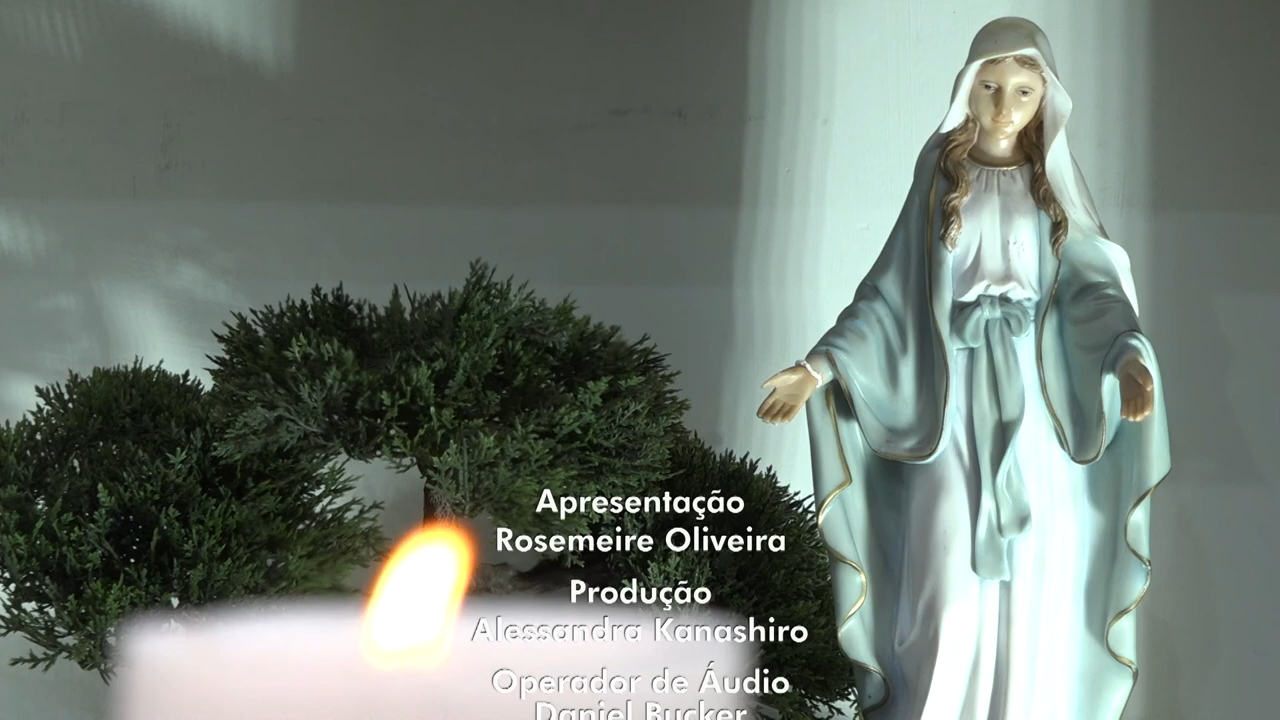 Apresentação
Rosemeire Oliveira
Produção
Alessandra Kanashiro
Operador de Áudio
Daniel Bucker